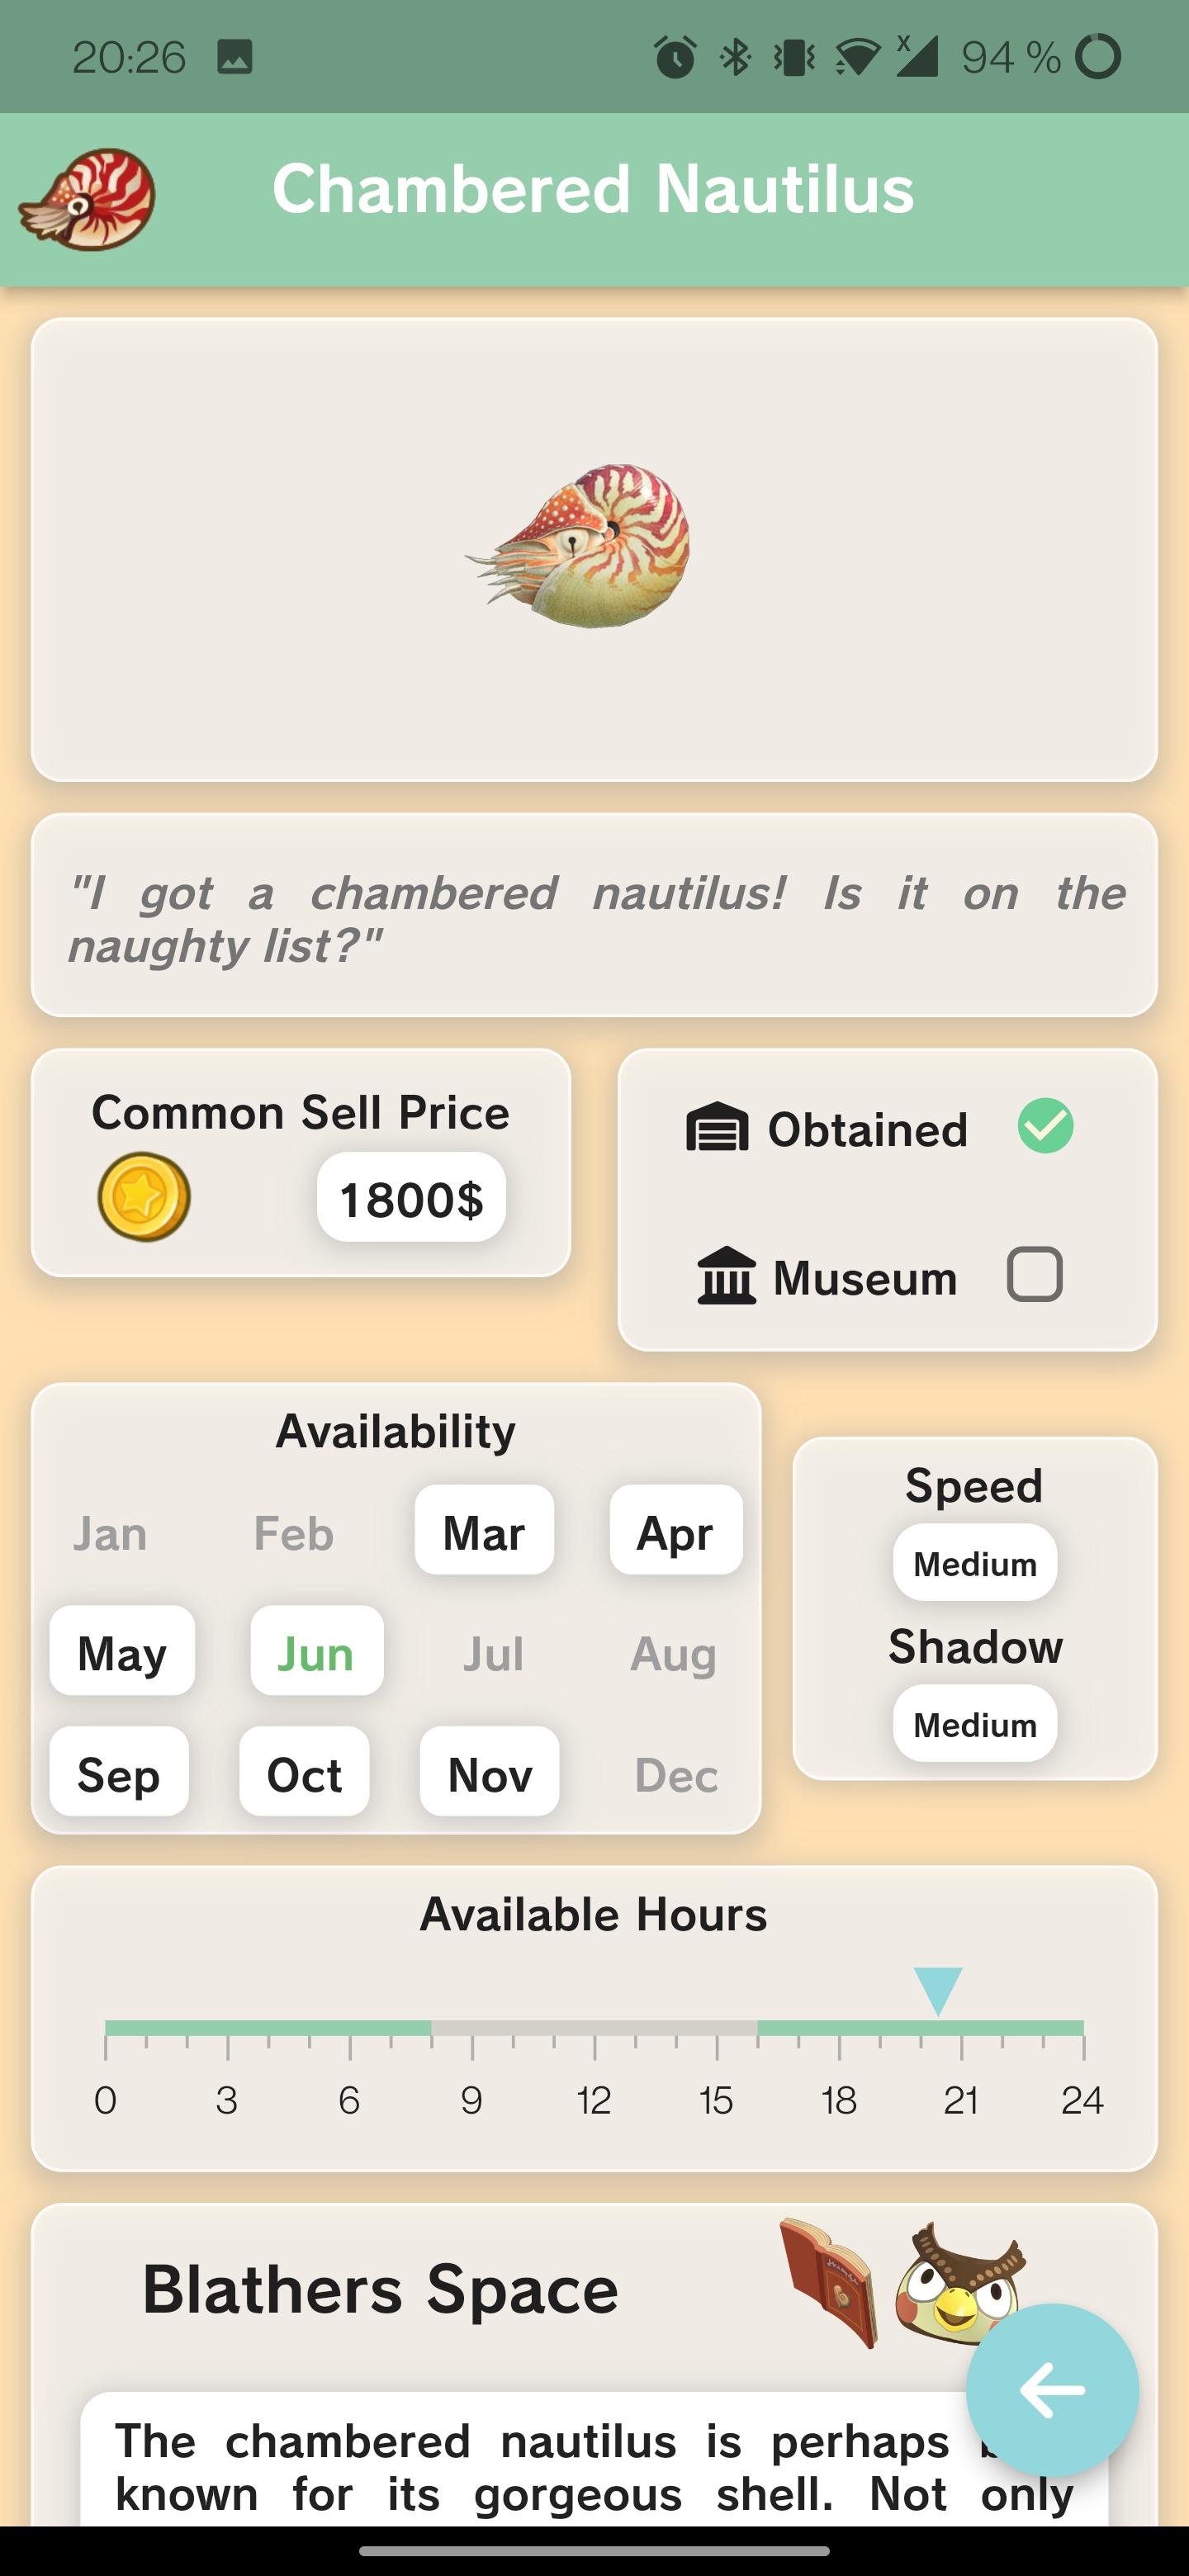 20:26 94 %
Chambered Nautilus
"I got a chambered nautilus! Is it on the
naughty list?"
Common Sell Price
1800$
Obtained
Museum
Availability
Jan Feb Mar Apr
May Jun Jul Aug
Sep Oct Nov Dec
Speed
Medium
Shadow
Medium
Available Hours
0 3 6 9 12 15 18 21 24
Blathers Space
The chambered nautilus is perhaps
known for its gorgeous shell. Not only